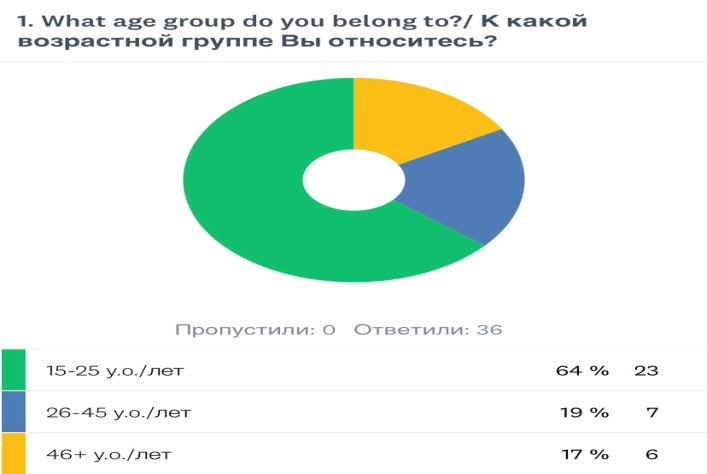 1. What age group do you belong to?/ К какой
возрастной группе Вы относитесь?
Пропустили: 0 Ответили: 36
15-25 y.o./лет 64 % 23
26-45 y.o./лет 19 % 7
46+ y.o./лет 17 % 6